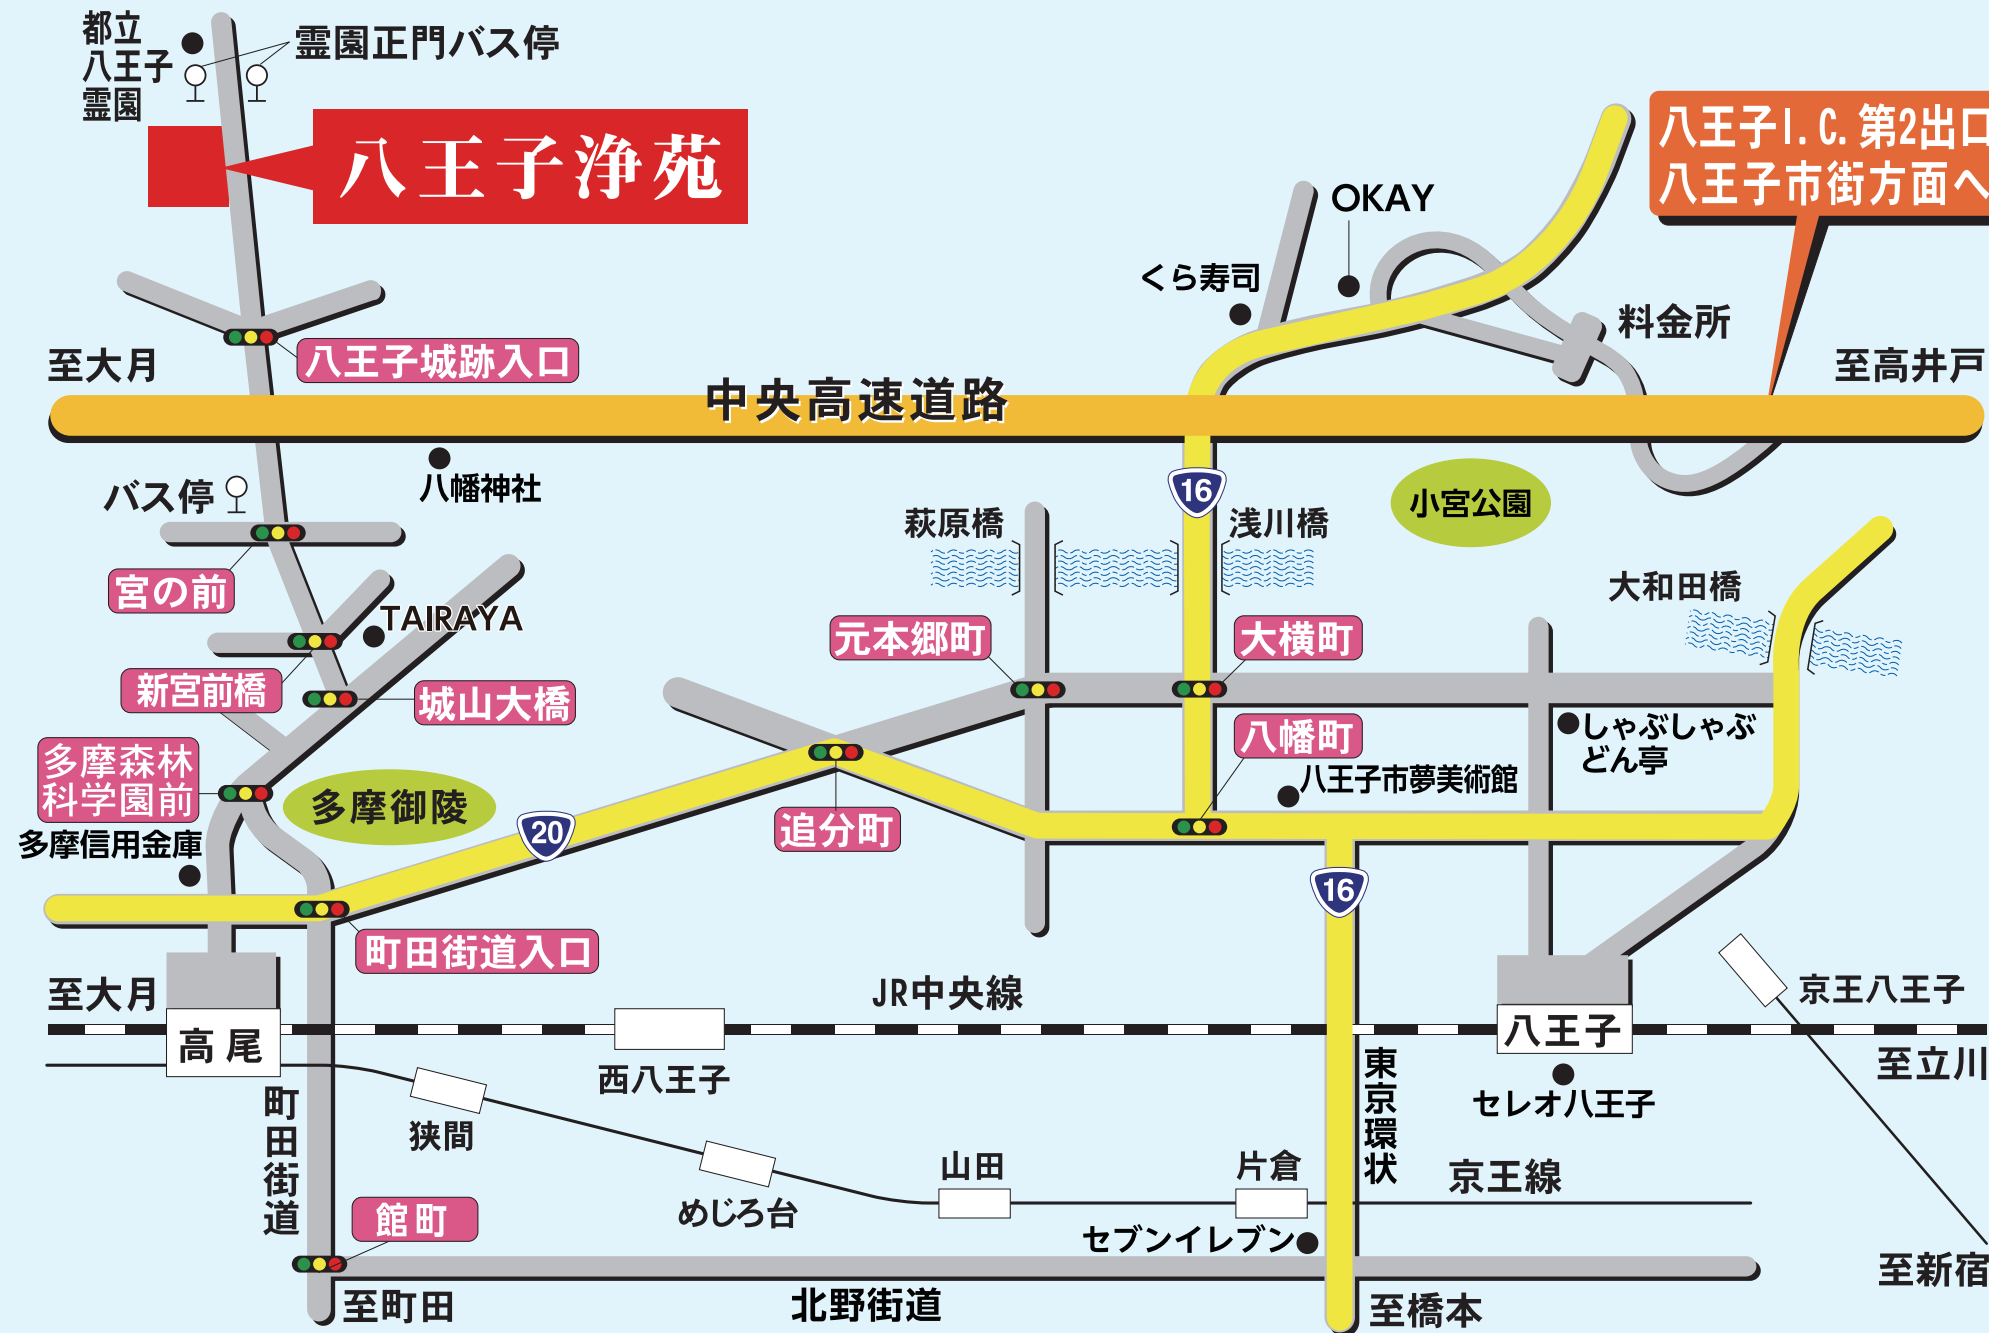 都立
八王子
霊園
霊園正門バス停
八王子浄苑
八王子I.C.第2出口
八王子市街方面へ
OKAY
くら寿司
料金所
至大月
八王子城跡入口
至高井戸
中央高速道路
八幡神社
バス停
16
小宮公園
萩原橋
浅川橋
大和田橋
宮の前
TAIRAYA
元本郷町
大横町
新宮前橋
城山大橋
八幡町
しゃぶしゃぶ
どん亭
多摩森林
科学園前
多摩御陵
八王子市夢美術館
追分町
20
多摩信用金庫
16
町田街道入口
至大月
JR中央線
京王八王子
高尾
八王子
西八王子
東京環状
至立川
セレオ八王子
町田街道
狭間
めじろ台
山田
片倉
京王線
館町
セブンイレブン
至新宿
至町田
北野街道
至橋本